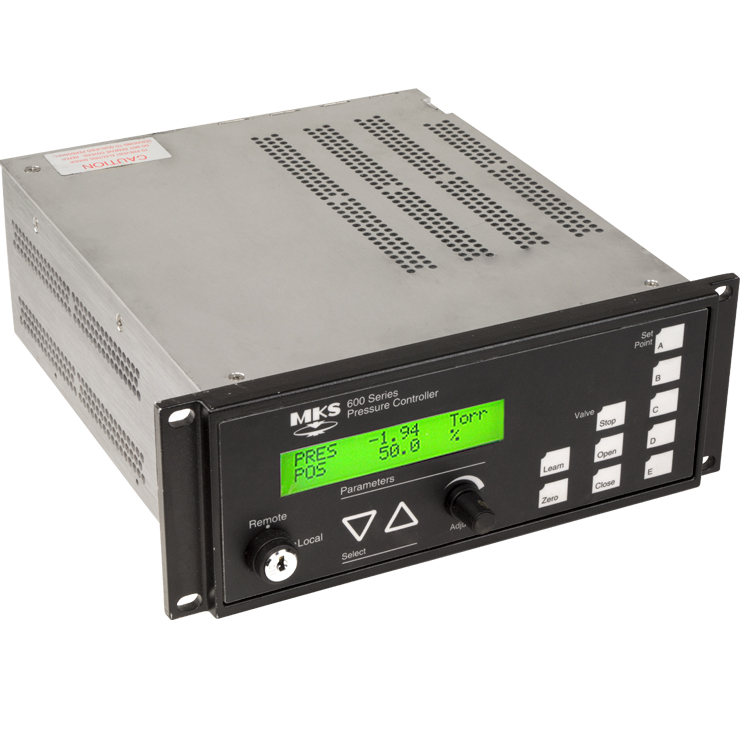 CAUTION
MKS
600 Series
Pressure Controller
PRES -1.94 Torr
POS 50.0 %
Parameters
Remote
Local
Select
Set
Point
A
B
C
D
E
Valve
Stop
Open
Close
Learn
Zero